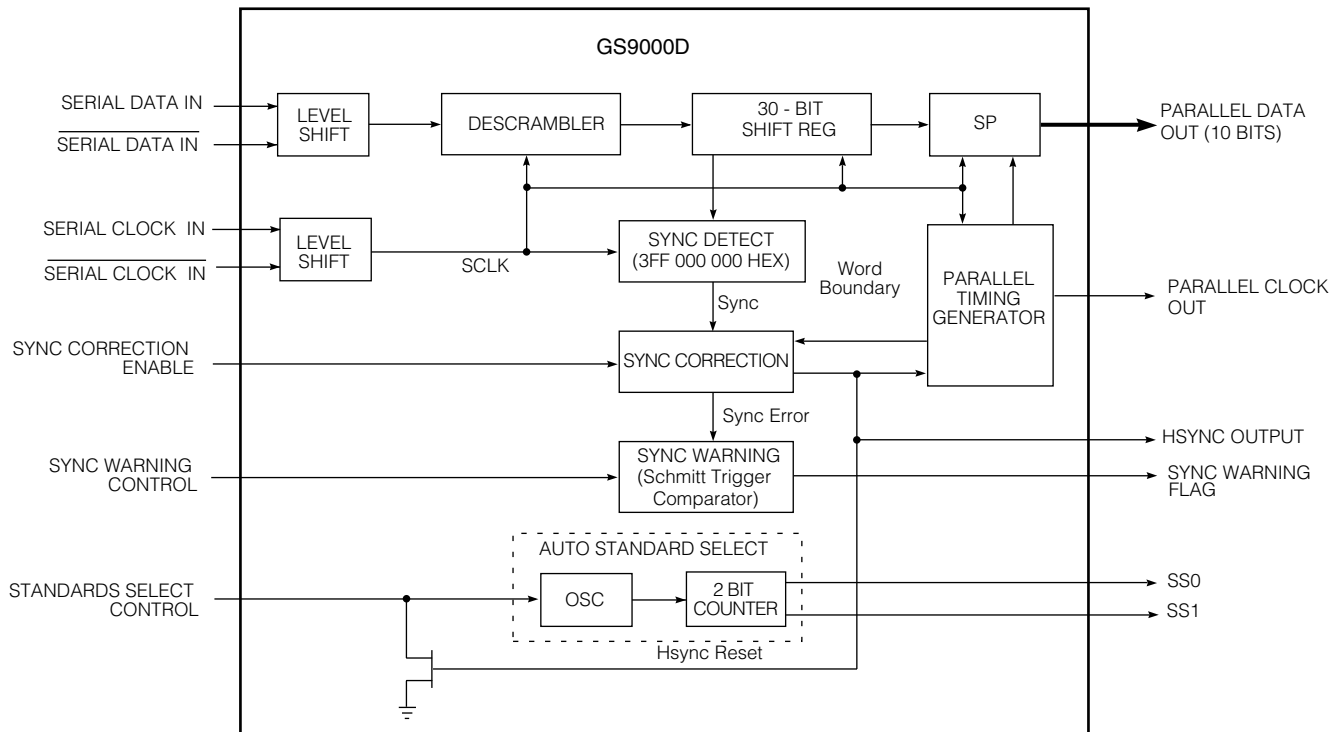 GS9000D
SERIAL DATA IN
SERIAL DATA IN
LEVEL
SHIFT
DESCRAMBLER
30 - BIT
SHIFT REG
SP
PARALLEL DATA
OUT (10 BITS)
SERIAL CLOCK IN
SERIAL CLOCK IN
LEVEL
SHIFT
SCLK
SYNC DETECT
(3FF 000 000 HEX)
Word
Boundary
PARALLEL
TIMING
GENERATOR
PARALLEL CLOCK
OUT
Sync
SYNC CORRECTION
ENABLE
SYNC CORRECTION
Sync Error
HSYNC OUTPUT
SYNC WARNING
CONTROL
SYNC WARNING
(Schmitt Trigger
Comparator)
SYNC WARNING
FLAG
AUTO STANDARD SELECT
STANDARDS SELECT
CONTROL
OSC
2 BIT
COUNTER
SS0
SS1
Hsync Reset